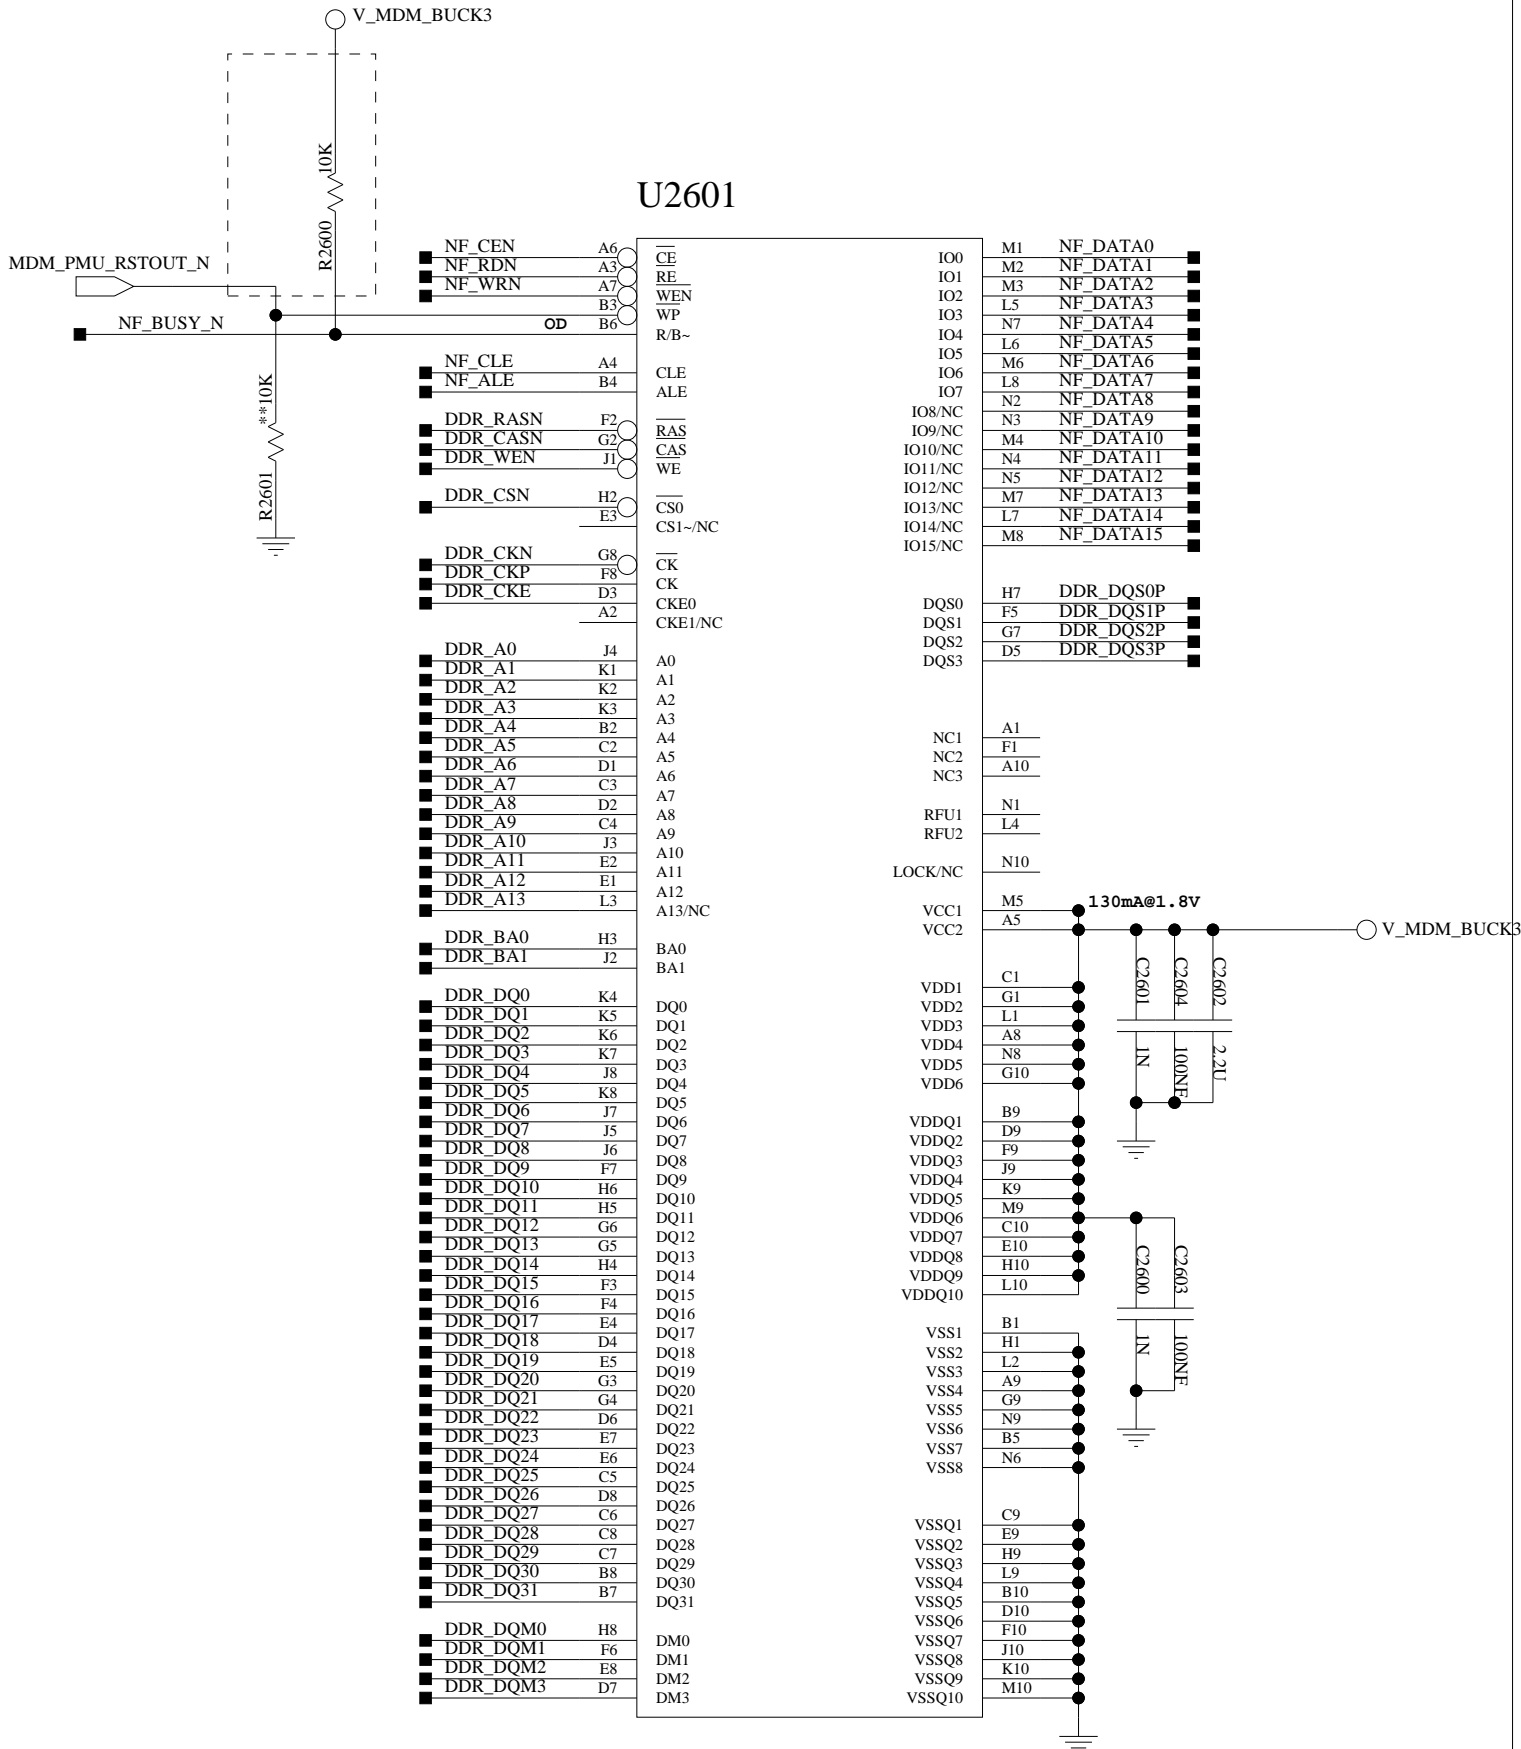 V_MDM_BUCK3
10K
R2600
U2601
MDM_PMU_RSTOUT_N
NF_BUSY_N
**10K
R2601
OD
NF_CEN A6 CE IO0 M1 NF_DATA0
NF_RDN A3 RE IO1 M2 NF_DATA1
NF_WRN A7 WEN IO2 M3 NF_DATA2
B3 WP IO3 L5 NF_DATA3
B6 R/B~ IO4 N7 NF_DATA4
IO5 L6 NF_DATA5
NF_CLE A4 CLE IO6 M6 NF_DATA6
NF_ALE B4 ALE IO7 L8 NF_DATA7
IO8/NC N2 NF_DATA8
DDR_RASN F2 RAS IO9/NC N3 NF_DATA9
DDR_CASN G2 CAS IO10/NC M4 NF_DATA10
DDR_WEN J1 WE IO11/NC N4 NF_DATA11
IO12/NC N5 NF_DATA12
DDR_CSN H2 CS0 IO13/NC M7 NF_DATA13
E3 CS1~/NC IO14/NC L7 NF_DATA14
IO15/NC M8 NF_DATA15
DDR_CKN G8 CK
DDR_CKP F8 CK
DDR_CKE D3 CKE0 DQS0 H7 DDR_DQS0P
A2 CKE1/NC DQS1 F5 DDR_DQS1P
DQS2 G7 DDR_DQS2P
DDR_A0 J4 A0 DQS3 D5 DDR_DQS3P
DDR_A1 K1 A1
DDR_A2 K2 A2
DDR_A3 K3 A3
DDR_A4 B2 A4 NC1 A1
DDR_A5 C2 A5 NC2 F1
DDR_A6 D1 A6 NC3 A10
DDR_A7 C3 A7
DDR_A8 D2 A8 RFU1 N1
DDR_A9 C4 A9 RFU2 L4
DDR_A10 J3 A10
DDR_A11 E2 A11 LOCK/NC N10
DDR_A12 E1 A12
DDR_A13 L3 A13/NC VCC1 M5 130mA@1.8V
VCC2 A5 V_MDM_BUCK3
DDR_BA0 H3 BA0
DDR_BA1 J2 BA1 VDD1 C1
DDR_DQ0 K4 DQ0 VDD2 G1
DDR_DQ1 K5 DQ1 VDD3 L1
DDR_DQ2 K6 DQ2 VDD4 A8
DDR_DQ3 K7 DQ3 VDD5 N8
DDR_DQ4 J8 DQ4 VDD6 G10
C2601 C2604 C2602
1N 100NF 2.2U
DDR_DQ5 K8 DQ5
DDR_DQ6 J7 DQ6 VDDQ1 B9
DDR_DQ7 J5 DQ7 VDDQ2 D9
DDR_DQ8 J6 DQ8 VDDQ3 F9
DDR_DQ9 F7 DQ9 VDDQ4 J9
DDR_DQ10 H6 DQ10 VDDQ5 K9
DDR_DQ11 H5 DQ11 VDDQ6 M9
DDR_DQ12 G6 DQ12 VDDQ7 C10
DDR_DQ13 G5 DQ13 VDDQ8 E10
DDR_DQ14 H4 DQ14 VDDQ9 H10
DDR_DQ15 F3 DQ15 VDDQ10 L10
C2600 C2603
1N 100NF
DDR_DQ16 F4 DQ16
DDR_DQ17 E4 DQ17 VSS1 B1
DDR_DQ18 D4 DQ18 VSS2 H1
DDR_DQ19 E5 DQ19 VSS3 L2
DDR_DQ20 G3 DQ20 VSS4 A9
DDR_DQ21 G4 DQ21 VSS5 G9
DDR_DQ22 D6 DQ22 VSS6 N9
DDR_DQ23 E7 DQ23 VSS7 B5
DDR_DQ24 E6 DQ24 VSS8 N6
DDR_DQ25 C5 DQ25
DDR_DQ26 D8 DQ26
DDR_DQ27 C6 DQ27 VSSQ1 C9
DDR_DQ28 C8 DQ28 VSSQ2 E9
DDR_DQ29 C7 DQ29 VSSQ3 H9
DDR_DQ30 B8 DQ30 VSSQ4 L9
DDR_DQ31 B7 DQ31 VSSQ5 B10
VSSQ6 D10
DDR_DQM0 H8 DM0 VSSQ7 F10
DDR_DQM1 F6 DM1 VSSQ8 J10
DDR_DQM2 E8 DM2 VSSQ9 K10
DDR_DQM3 D7 DM3 VSSQ10 M10